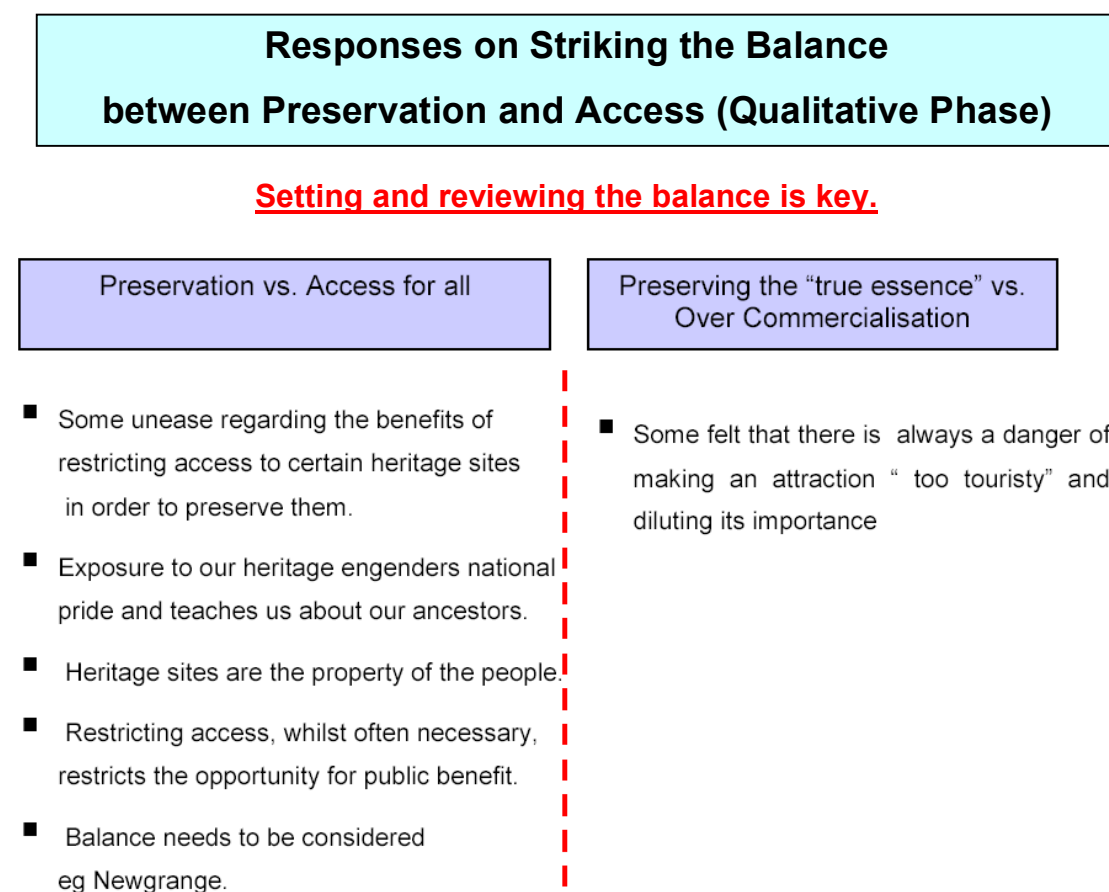 Responses on Striking the Balance
between Preservation and Access (Qualitative Phase)
Setting and reviewing the balance is key.
Preservation vs. Access for all
■ Some unease regarding the benefits of
restricting access to certain heritage sites
in order to preserve them.
■ Exposure to our heritage engenders national
pride and teaches us about our ancestors.
■ Heritage sites are the property of the people.
■ Restricting access, whilst often necessary,
restricts the opportunity for public benefit.
■ Balance needs to be considered
eg Newgrange.
Preserving the “true essence” vs.
Over Commercialisation
■ Some felt that there is always a danger of
making an attraction “ too touristy” and
diluting its importance